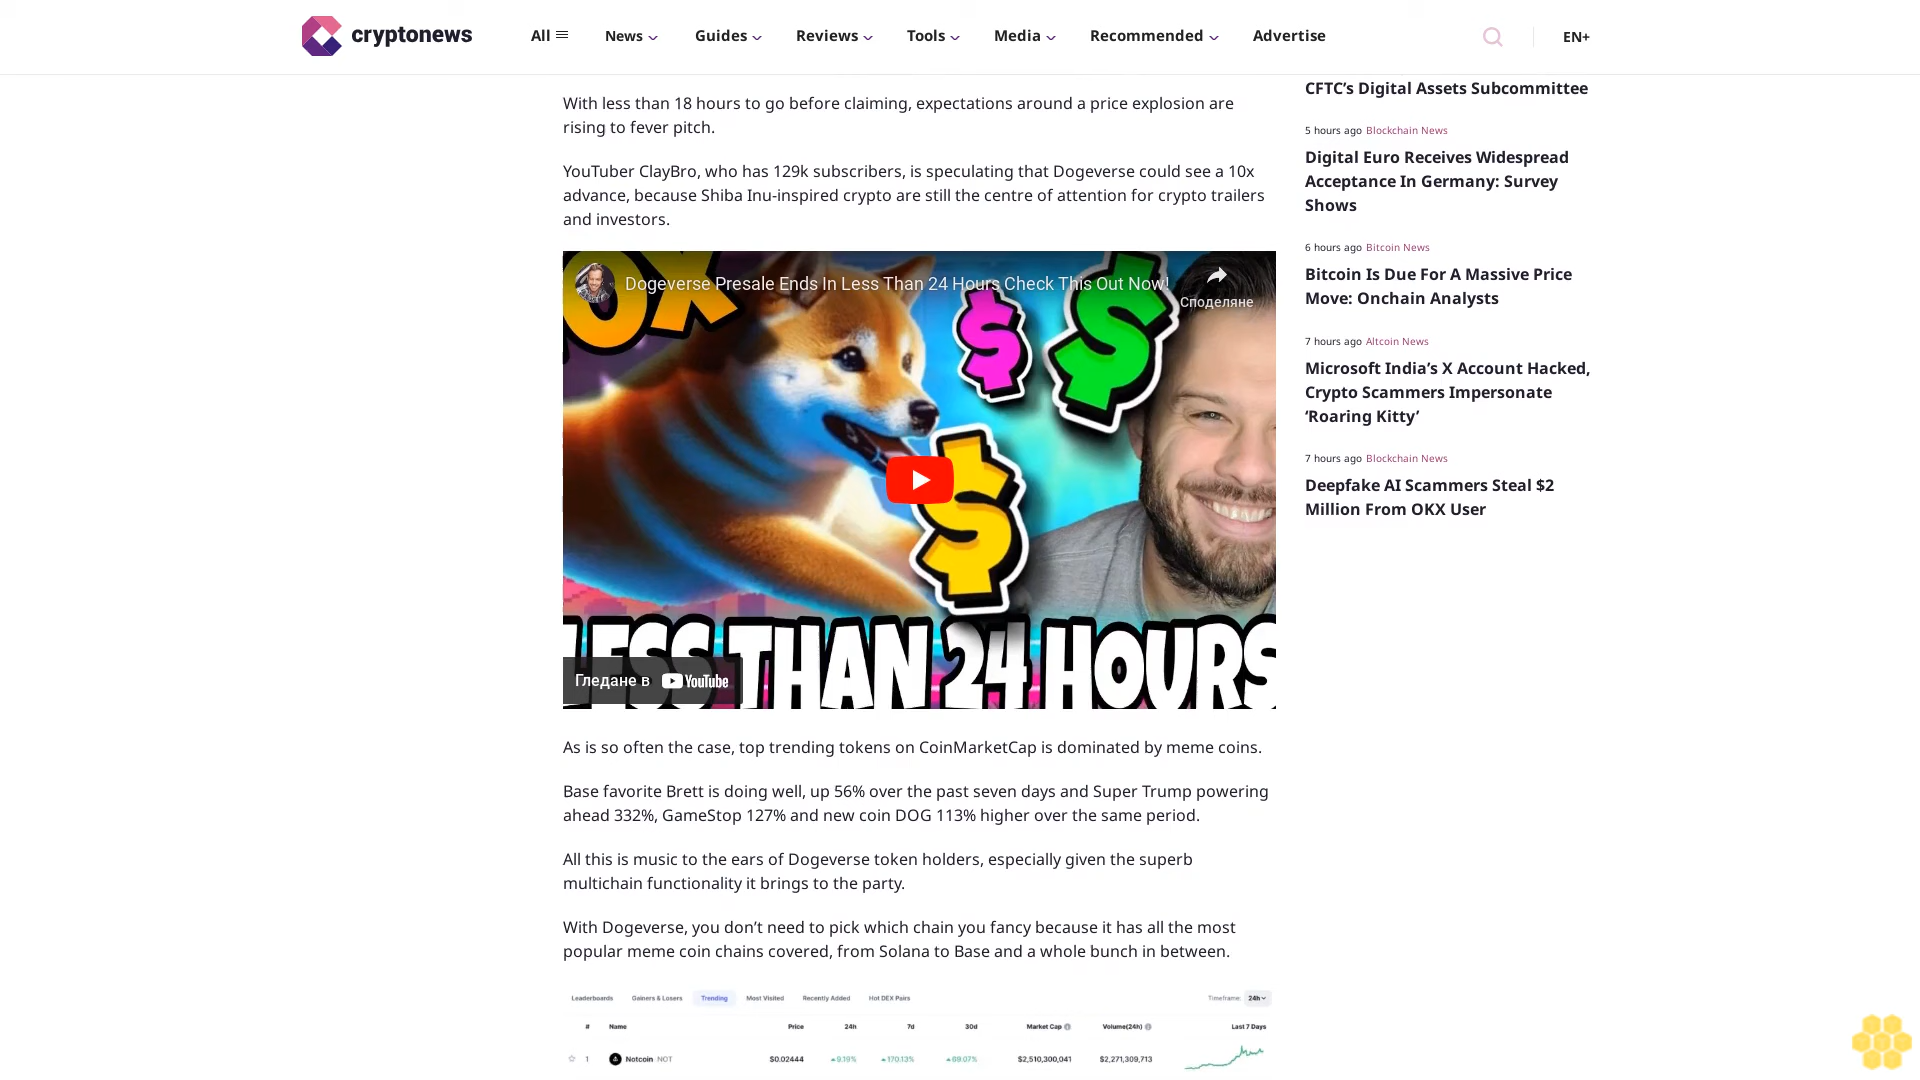 cryptonews
All
News
Guides
Reviews
Tools
Media
Recommended
Advertise
EN+
With less than 18 hours to go before claiming, expectations around a price explosion are
rising to fever pitch.
YouTuber ClayBro, who has 129k subscribers, is speculating that Dogeverse could see a 10x
advance, because Shiba Inu-inspired crypto are still the centre of attention for crypto trailers
and investors.
0X
Dogeverse Presale Ends In Less Than 24 Hours Check This Out Now!
Споделяне
$ $
$
LESS THAN 24 HOURS
Гледане в YouTube
As is so often the case, top trending tokens on CoinMarketCap is dominated by meme coins.
Base favorite Brett is doing well, up 56% over the past seven days and Super Trump powering
ahead 332%, GameStop 127% and new coin DOG 113% higher over the same period.
All this is music to the ears of Dogeverse token holders, especially given the superb
multichain functionality it brings to the party.
With Dogeverse, you don’t need to pick which chain you fancy because it has all the most
popular meme coin chains covered, from Solana to Base and a whole bunch in between.
Leaderboards Gainers & Losers Trending Most Visited Recently Added Hot DEX Pairs Timeframe: 24h
# Name Price 24h 7d 30d Market Cap Volume(24h) Last 7 Days
1 Notcoin NOT $0.02444 9.19% 170.13% 69.07% $2,510,300,041 $2,271,309,713
CFTC’s Digital Assets Subcommittee
5 hours ago Blockchain News
Digital Euro Receives Widespread
Acceptance In Germany: Survey
Shows
6 hours ago Bitcoin News
Bitcoin Is Due For A Massive Price
Move: Onchain Analysts
7 hours ago Altcoin News
Microsoft India’s X Account Hacked,
Crypto Scammers Impersonate
‘Roaring Kitty’
7 hours ago Blockchain News
Deepfake AI Scammers Steal $2
Million From OKX User